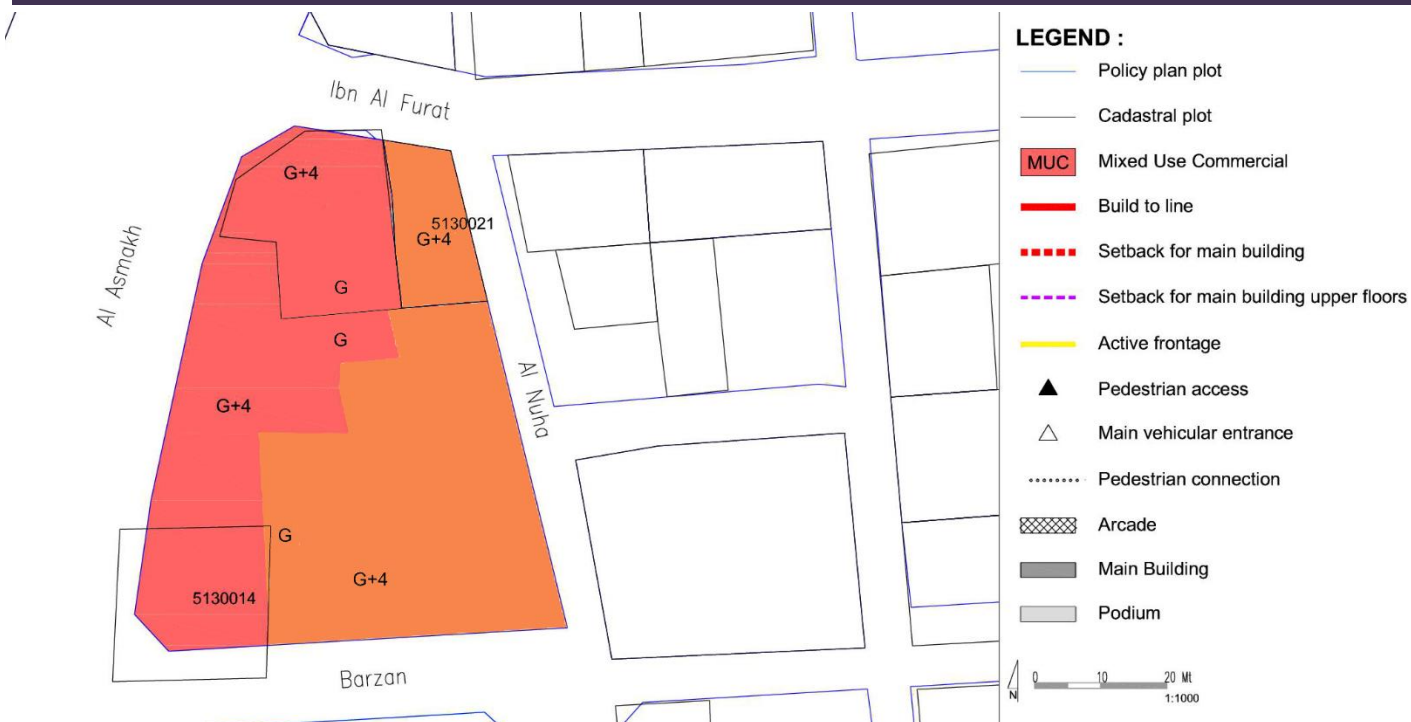 Ibn Al Furat
G+4
5130021
G+4
Al Asmakh
G
G
Al Nuha
G+4
G
G+4
5130014
Barzan
LEGEND :
Policy plan plot
Cadastral plot
MUC Mixed Use Commercial
Build to line
Setback for main building
Setback for main building upper floors
Active frontage
Pedestrian access
Main vehicular entrance
Pedestrian connection
Arcade
Main Building
Podium
N 0 10 20 Mt
1:1000